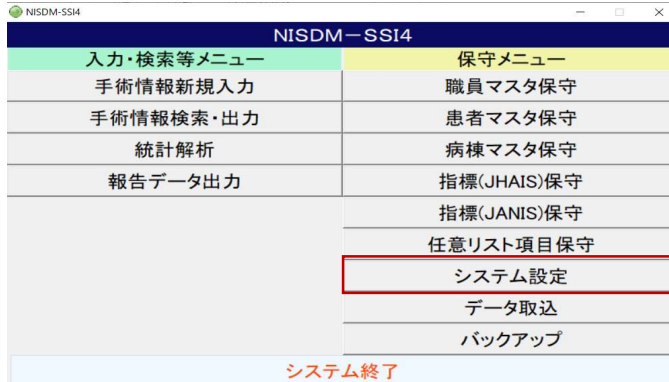 NISDM-SSI4
NISDM－SSI4
入力・検索等メニュー
保守メニュー
手術情報新規入力
職員マスタ保守
手術情報検索・出力
患者マスタ保守
統計解析
病棟マスタ保守
報告データ出力
指標(JHAIS)保守
指標(JANIS)保守
任意リスト項目保守
システム設定
データ取込
バックアップ
システム終了